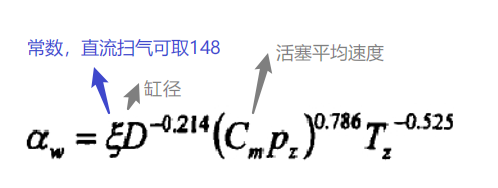 常数，直流扫气可取148
活塞平均速度
缸径
α_w = ξD^{-0.214}(C_m p_z)^{0.786} T_z^{-0.525}